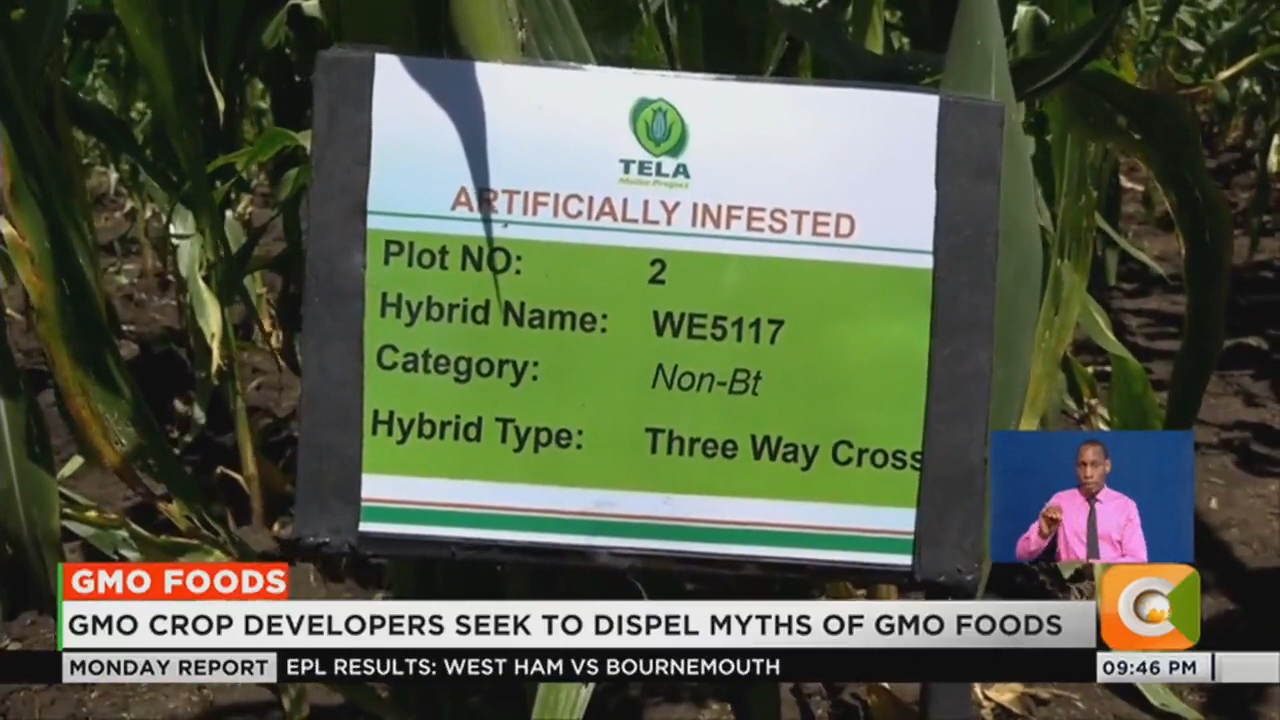 TELA
Maize Project
ARTIFICIALLY INFESTED
Plot NO: 2
Hybrid Name: WE5117
Category: Non-Bt
Hybrid Type: Three Way Cross
GMO FOODS
GMO CROP DEVELOPERS SEEK TO DISPEL MYTHS OF GMO FOODS
MONDAY REPORT EPL RESULTS: WEST HAM VS BOURNEMOUTH
09:46 PM